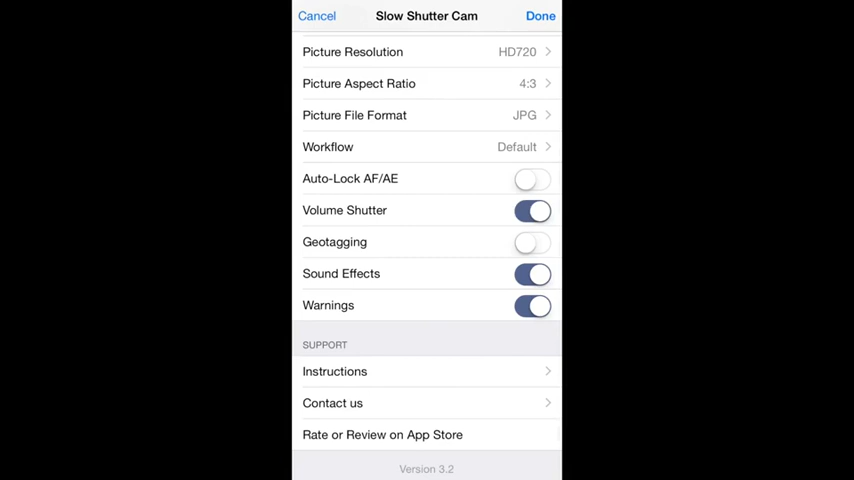 Cancel Slow Shutter Cam Done
Picture Resolution HD720
Picture Aspect Ratio 4:3
Picture File Format JPG
Workflow Default
Auto-Lock AF/AE
Volume Shutter
Geotagging
Sound Effects
Warnings
SUPPORT
Instructions
Contact us
Rate or Review on App Store
Version 3.2